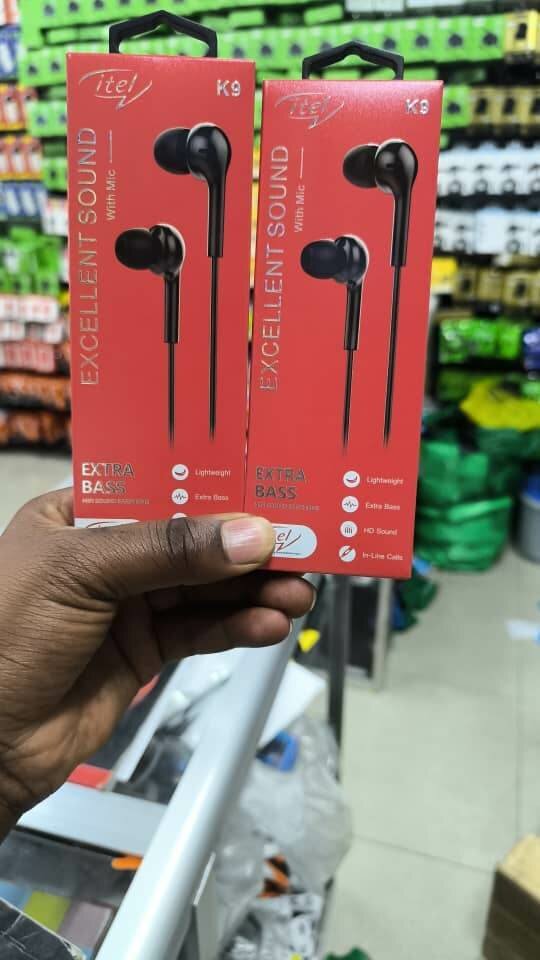 itel
K9
EXCELLENT SOUND
With Mic
EXTRA
BASS
Lightweight
Extra Bass
itel
K9
EXCELLENT SOUND
With Mic
EXTRA
BASS
Lightweight
Extra Bass
HD Sound
In-Line Calls